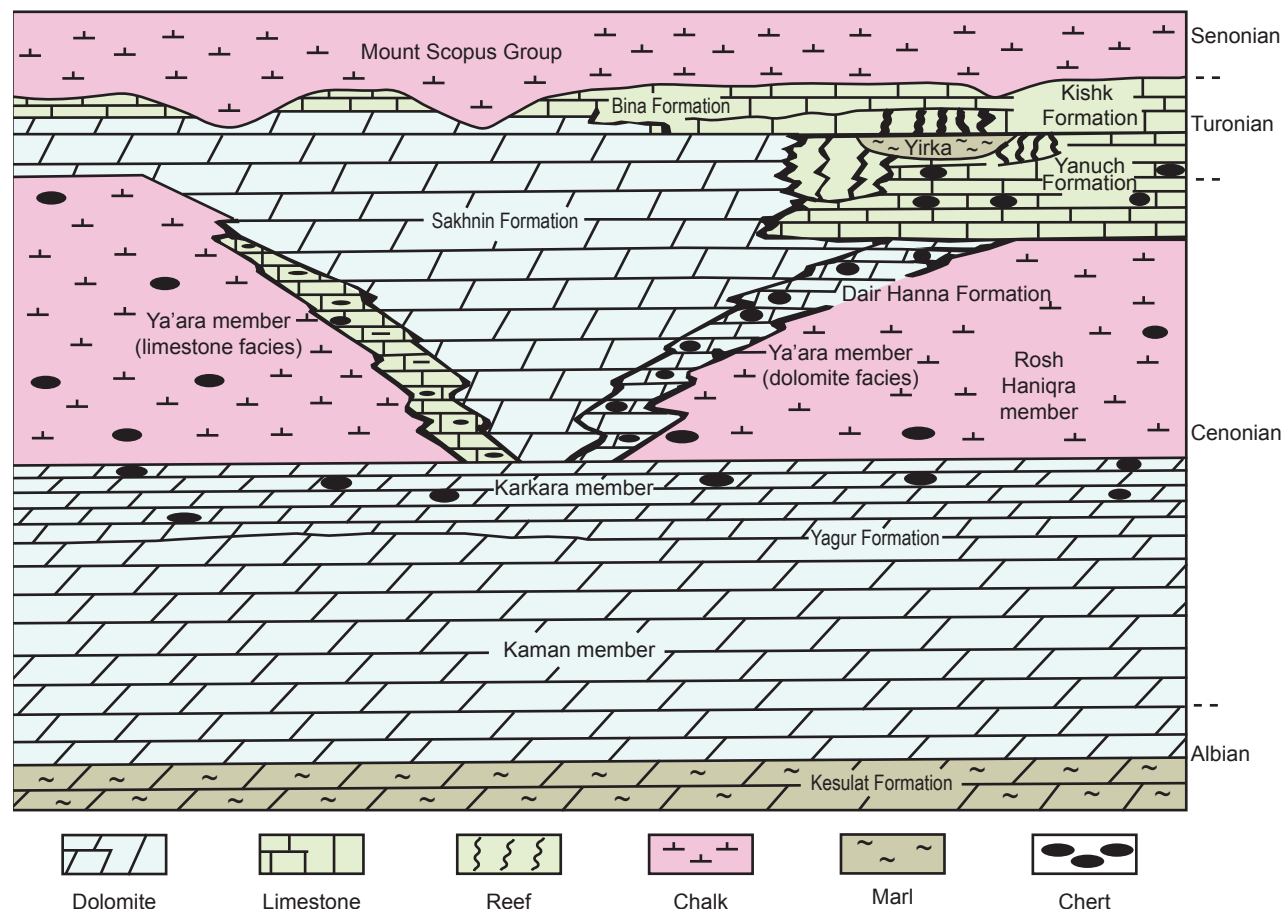 Mount Scopus Group
Senonian
Bina Formation
Kishk
Formation
Turonian
Yirka
Yanuch
Formation
Sakhnin Formation
Dair Hanna Formation
Ya'ara member
(limestone facies)
Ya'ara member
(dolomite facies)
Rosh
Haniqra
member
Cenonian
Karkara member
Yagur Formation
Kaman member
Albian
Kesulat Formation
Dolomite
Limestone
Reef
Chalk
Marl
Chert